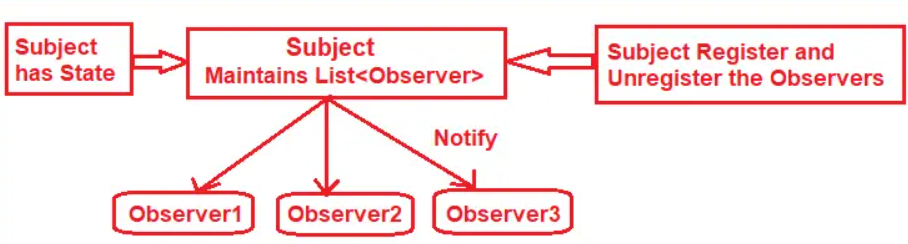 Subject
has State
Subject
Maintains List<Observer>
Subject Register and
Unregister the Observers
Notify
Observer1
Observer2
Observer3